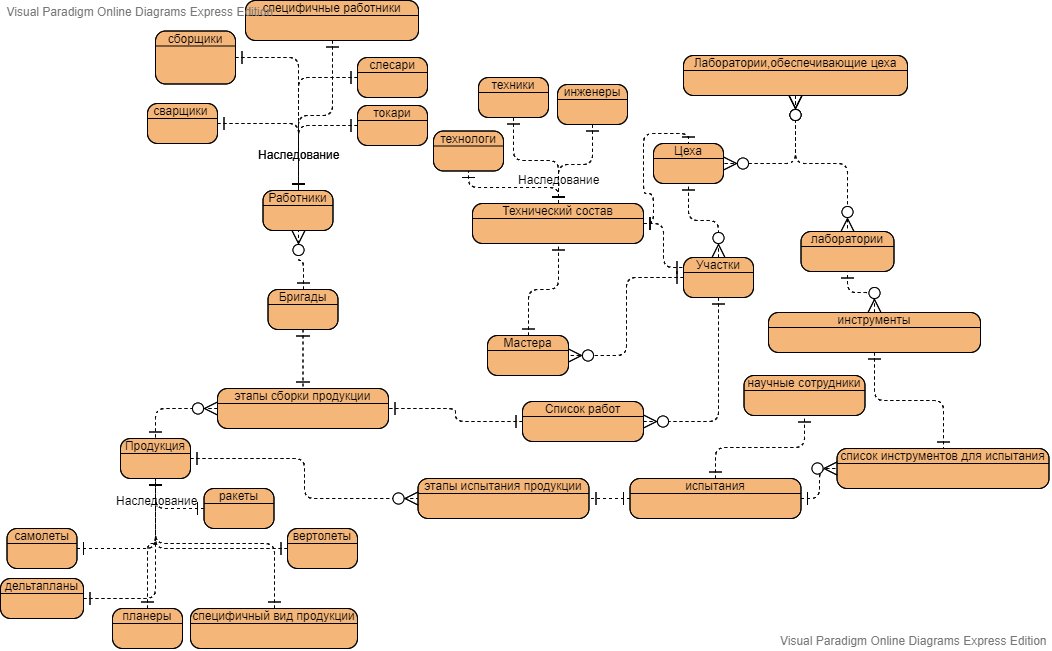 Visual Paradigm Online Diagrams Express Edition
специфичные работники
сборщики
слесари
Лаборатории,обеспечивающие цеха
техники
инженеры
сварщики
токари
технологи
Цеха
Наследование
Наследование
Работники
Технический состав
лаборатории
Участки
Бригады
инструменты
Мастера
научные сотрудники
этапы сборки продукции
Список работ
Продукция
список инструментов для испытания
этапы испытания продукции
испытания
Наследование
ракеты
самолеты
вертолеты
дельтапланы
планеры
специфичный вид продукции
Visual Paradigm Online Diagrams Express Edition